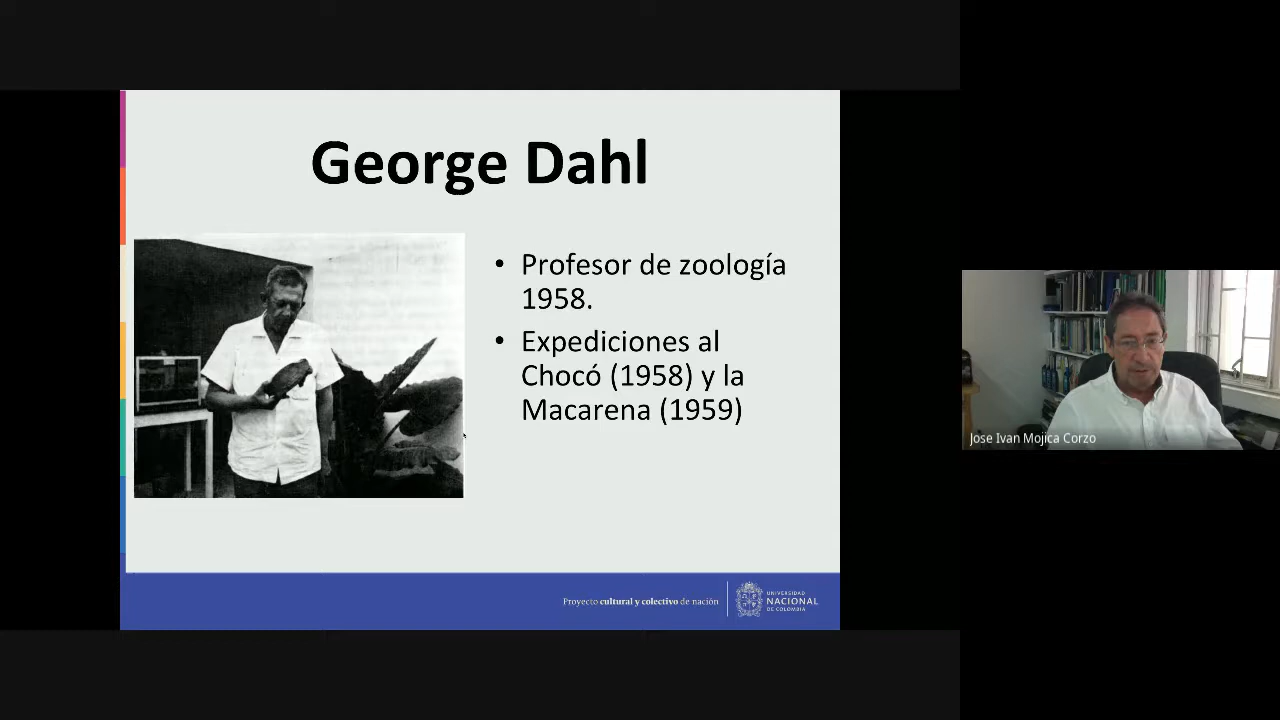 George Dahl
• Profesor de zoología
1958.
• Expediciones al
Chocó (1958) y la
Macarena (1959)
Jose Ivan Mojica Corzo
Proyecto cultural y colectivo de nación
UNIVERSIDAD
NACIONAL
DE COLOMBIA